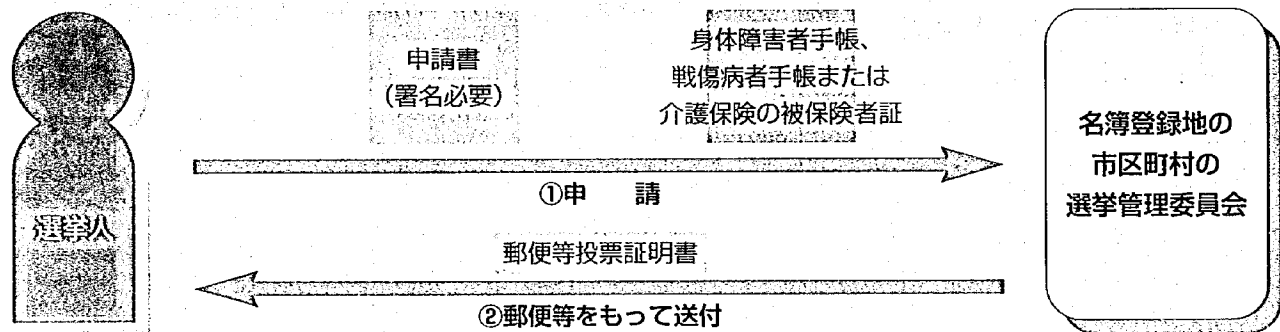 申請書
(署名必要)
身体障害者手帳、
戦傷病者手帳または
介護保険の被保険者証
①申 請
選挙人
名簿登録地の
市区町村の
選挙管理委員会
郵便等投票証明書
②郵便等をもって送付